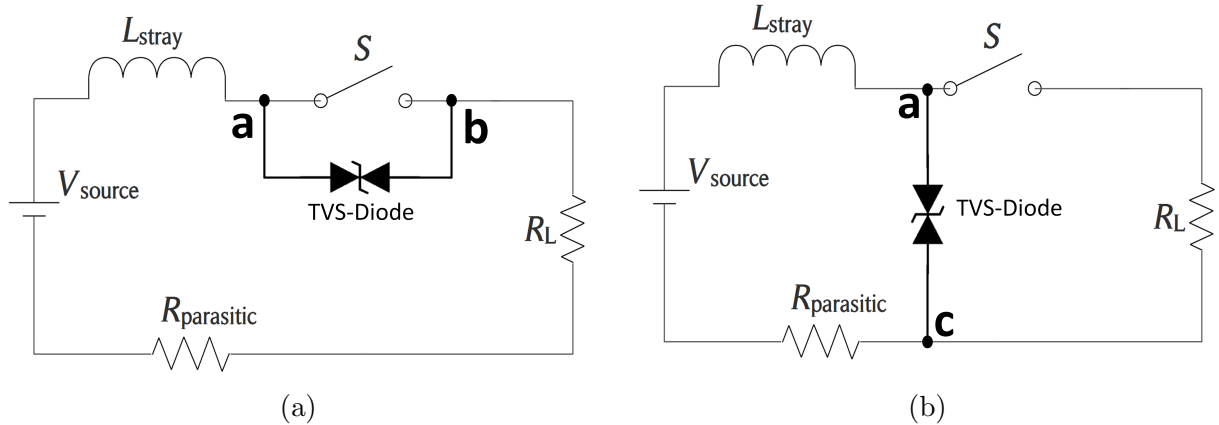 L_stray
S
a
b
V_source
TVS-Diode
R_L
R_parasitic
(a)
L_stray
S
a
V_source
TVS-Diode
R_L
R_parasitic
c
(b)